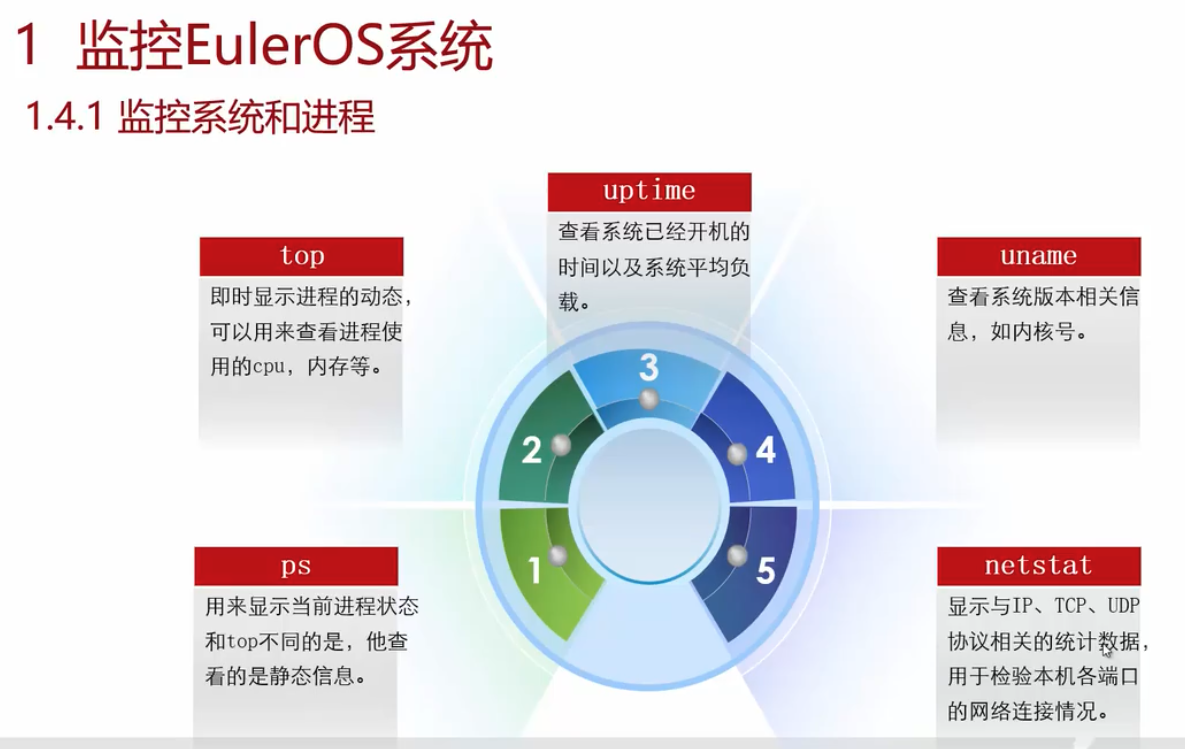 1 监控EulerOS系统
1.4.1 监控系统和进程
uptime
查看系统已经开机的
时间以及系统平均负
载。
top
即时显示进程的动态，
可以用来查看进程使
用的cpu，内存等。
uname
查看系统版本相关信
息，如内核号。
3
2
4
1
5
ps
用来显示当前进程状态
和top不同的是，他查
看的是静态信息。
netstat
显示与IP、TCP、UDP
协议相关的统计数据，
用于检验本机各端口
的网络连接情况。